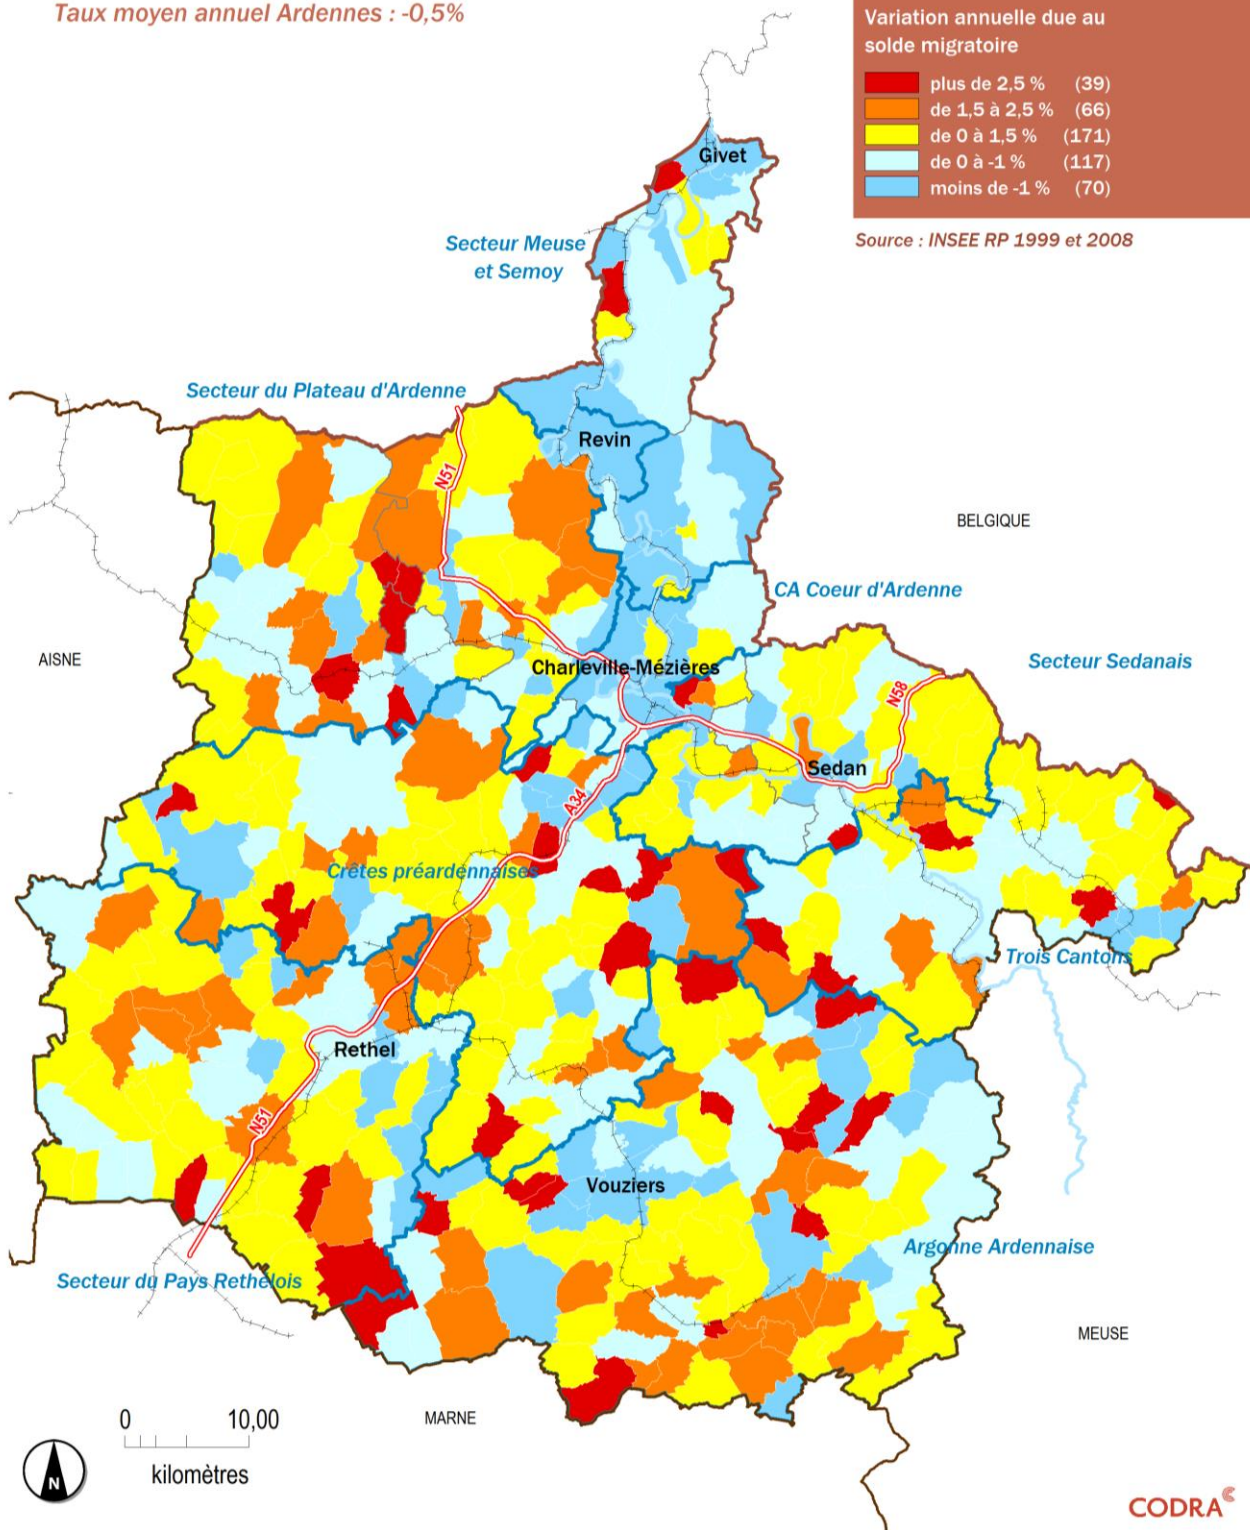 Taux moyen annuel Ardennes : -0,5%
Variation annuelle due au
solde migratoire
plus de 2,5 % (39)
de 1,5 à 2,5 % (66)
de 0 à 1,5 % (171)
de 0 à -1 % (117)
moins de -1 % (70)
Source : INSEE RP 1999 et 2008
Givet
Secteur Meuse
et Semoy
Secteur du Plateau d'Ardenne
Revin
N51
BELGIQUE
CA Coeur d'Ardenne
AISNE
Charleville-Mézières
Secteur Sedanais
N58
Sedan
A34
Crêtes préardennaises
Trois Cantons
Rethel
N51
Vouziers
Argonne Ardennaise
Secteur du Pays Rethélois
MEUSE
0 10,00
kilomètres
MARNE
N
CODRA